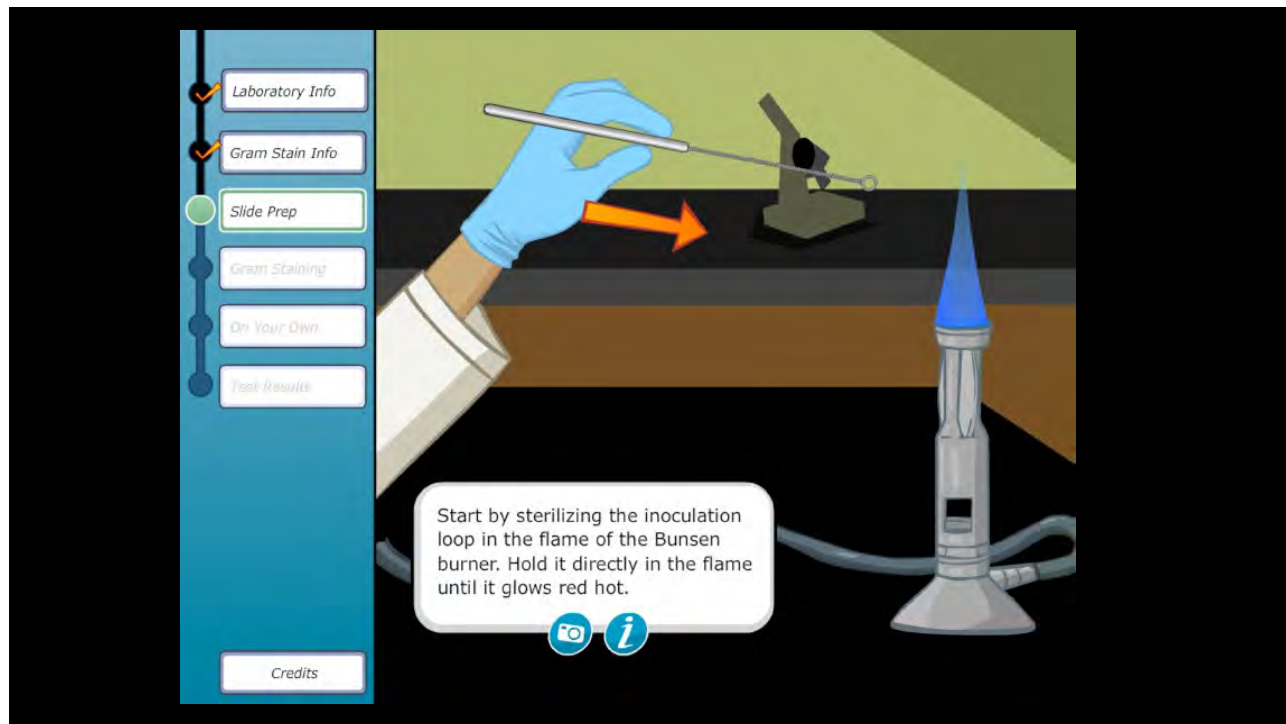 Laboratory Info
Gram Stain Info
Slide Prep
Gram Staining
On Your Own
Test Results
Start by sterilizing the inoculation
loop in the flame of the Bunsen
burner. Hold it directly in the flame
until it glows red hot.
i
Credits